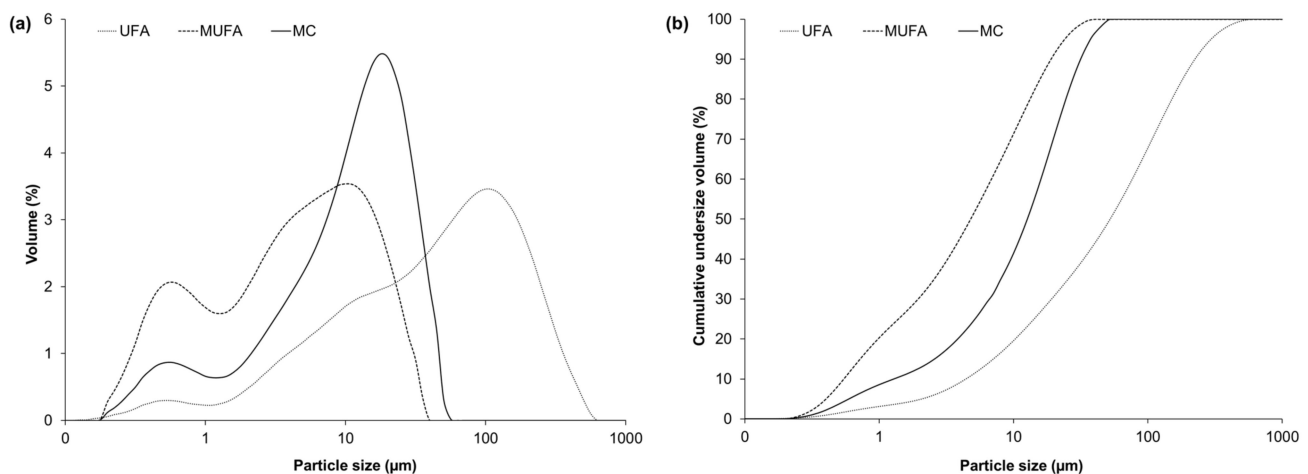 (a)
UFA MUFA MC
6
5
4
3
2
1
0
Volume (%)
0 1 10 100 1000
Particle size (µm)
(b)
UFA MUFA MC
100
90
80
70
60
50
40
30
20
10
0
Cumulative undersize volume (%)
0 1 10 100 1000
Particle size (µm)